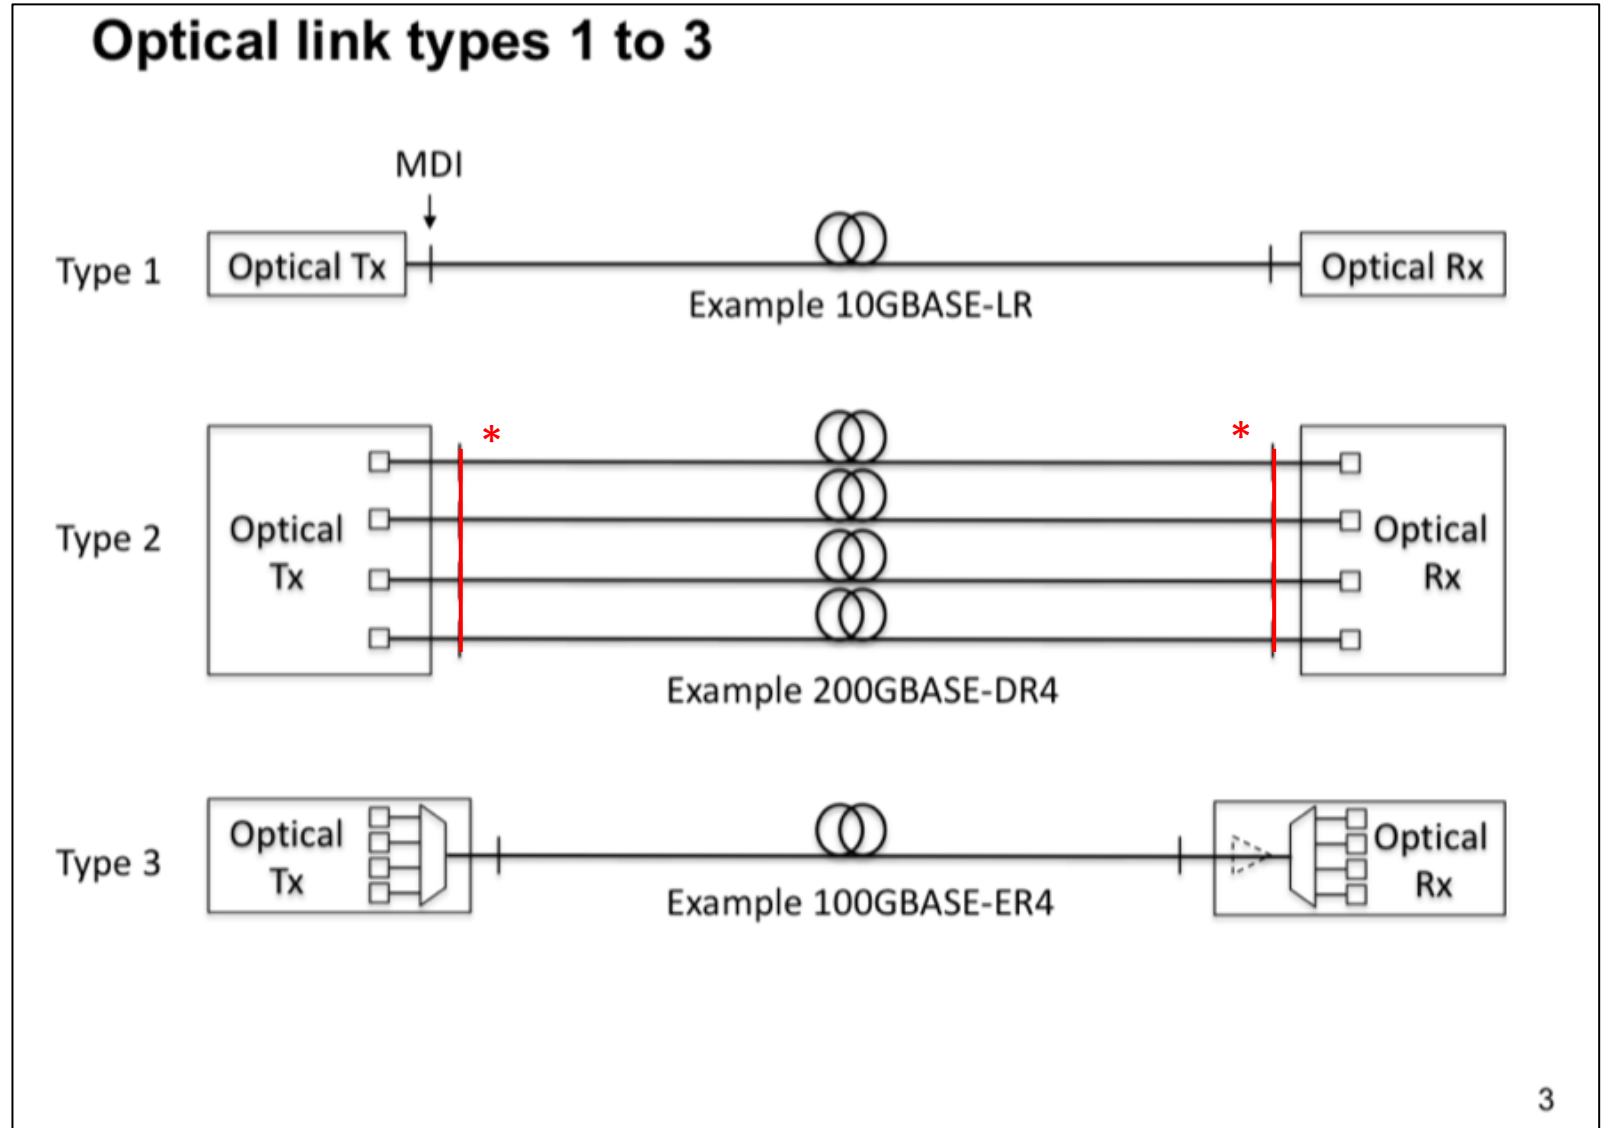 Optical link types 1 to 3
MDI
Type 1
Optical Tx
Optical Rx
Example 10GBASE-LR
*
*
Type 2
Optical
Tx
Optical
Rx
Example 200GBASE-DR4
Type 3
Optical
Tx
Optical
Rx
Example 100GBASE-ER4
3